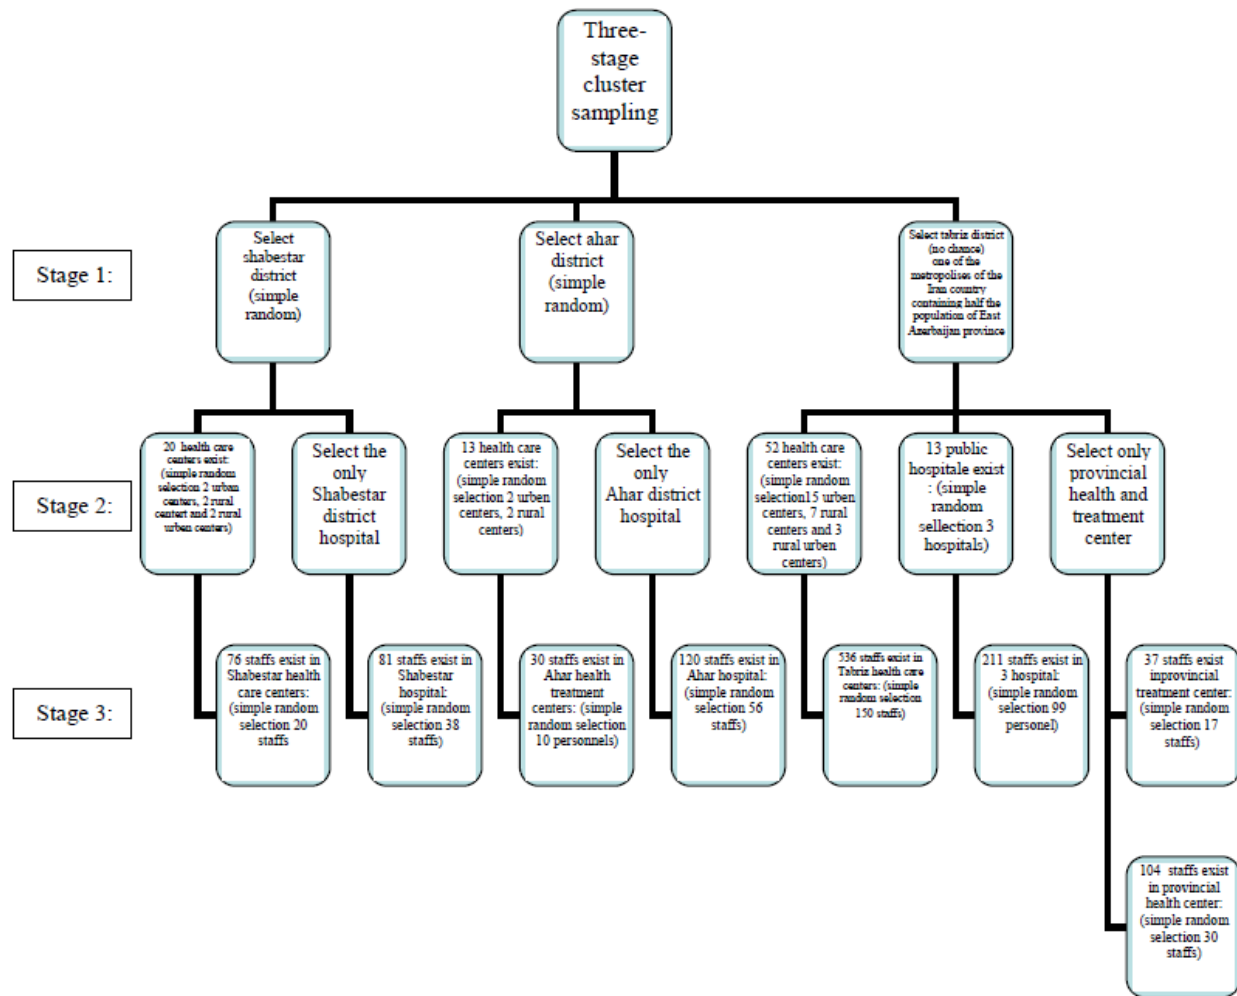 Three-
stage
cluster
sampling
Stage 1:
Select
shabestar
district
(simple
random)
Select ahar
district
(simple
random)
Select tabriz district
(no chance)
one of the
metropolises of the
Iran country
containing half the
population of East
Azerbaijan province
Stage 2:
20 health care
centers exist:
(simple random
selection 2 urban
centers, 2 rural
centert and 2 rural
urben centers)
Select the
only
Shabestar
district
hospital
13 health care
centers exist:
(simple random
selection 2 urben
centers, 2 rural
centers)
Select the
only
Ahar district
hospital
52 health care
centers exist:
(simple random
selection15 urben
centers, 7 rural
centers and 3
rural urben
centers)
13 public
hospitale exist
: (simple
random
sellection 3
hospitals)
Select only
provincial
health and
treatment
center
Stage 3:
76 staffs exist in
Shabestar health
care centers:
(simple random
selection 20
staffs
81 staffs exist in
Shabestar
hospital:
(simple random
selection 38
staffs)
30 staffs exist in
Ahar health
treatment
centers: (simple
random selection
10 personnels)
120 staffs exist
in Ahar hospital:
(simple random
selection 56
staffs)
536 staffs exist in
Tabriz health care
centers: (simple
random selection
150 staffs)
211 staffs exist in
3 hospital:
(simple random
selection 99
personel)
37 staffs exist
inprovincial
treatment center:
(simple random
selection 17
staffs)
104 staffs exist
in provincial
health center:
(simple random
selection 30
staffs)